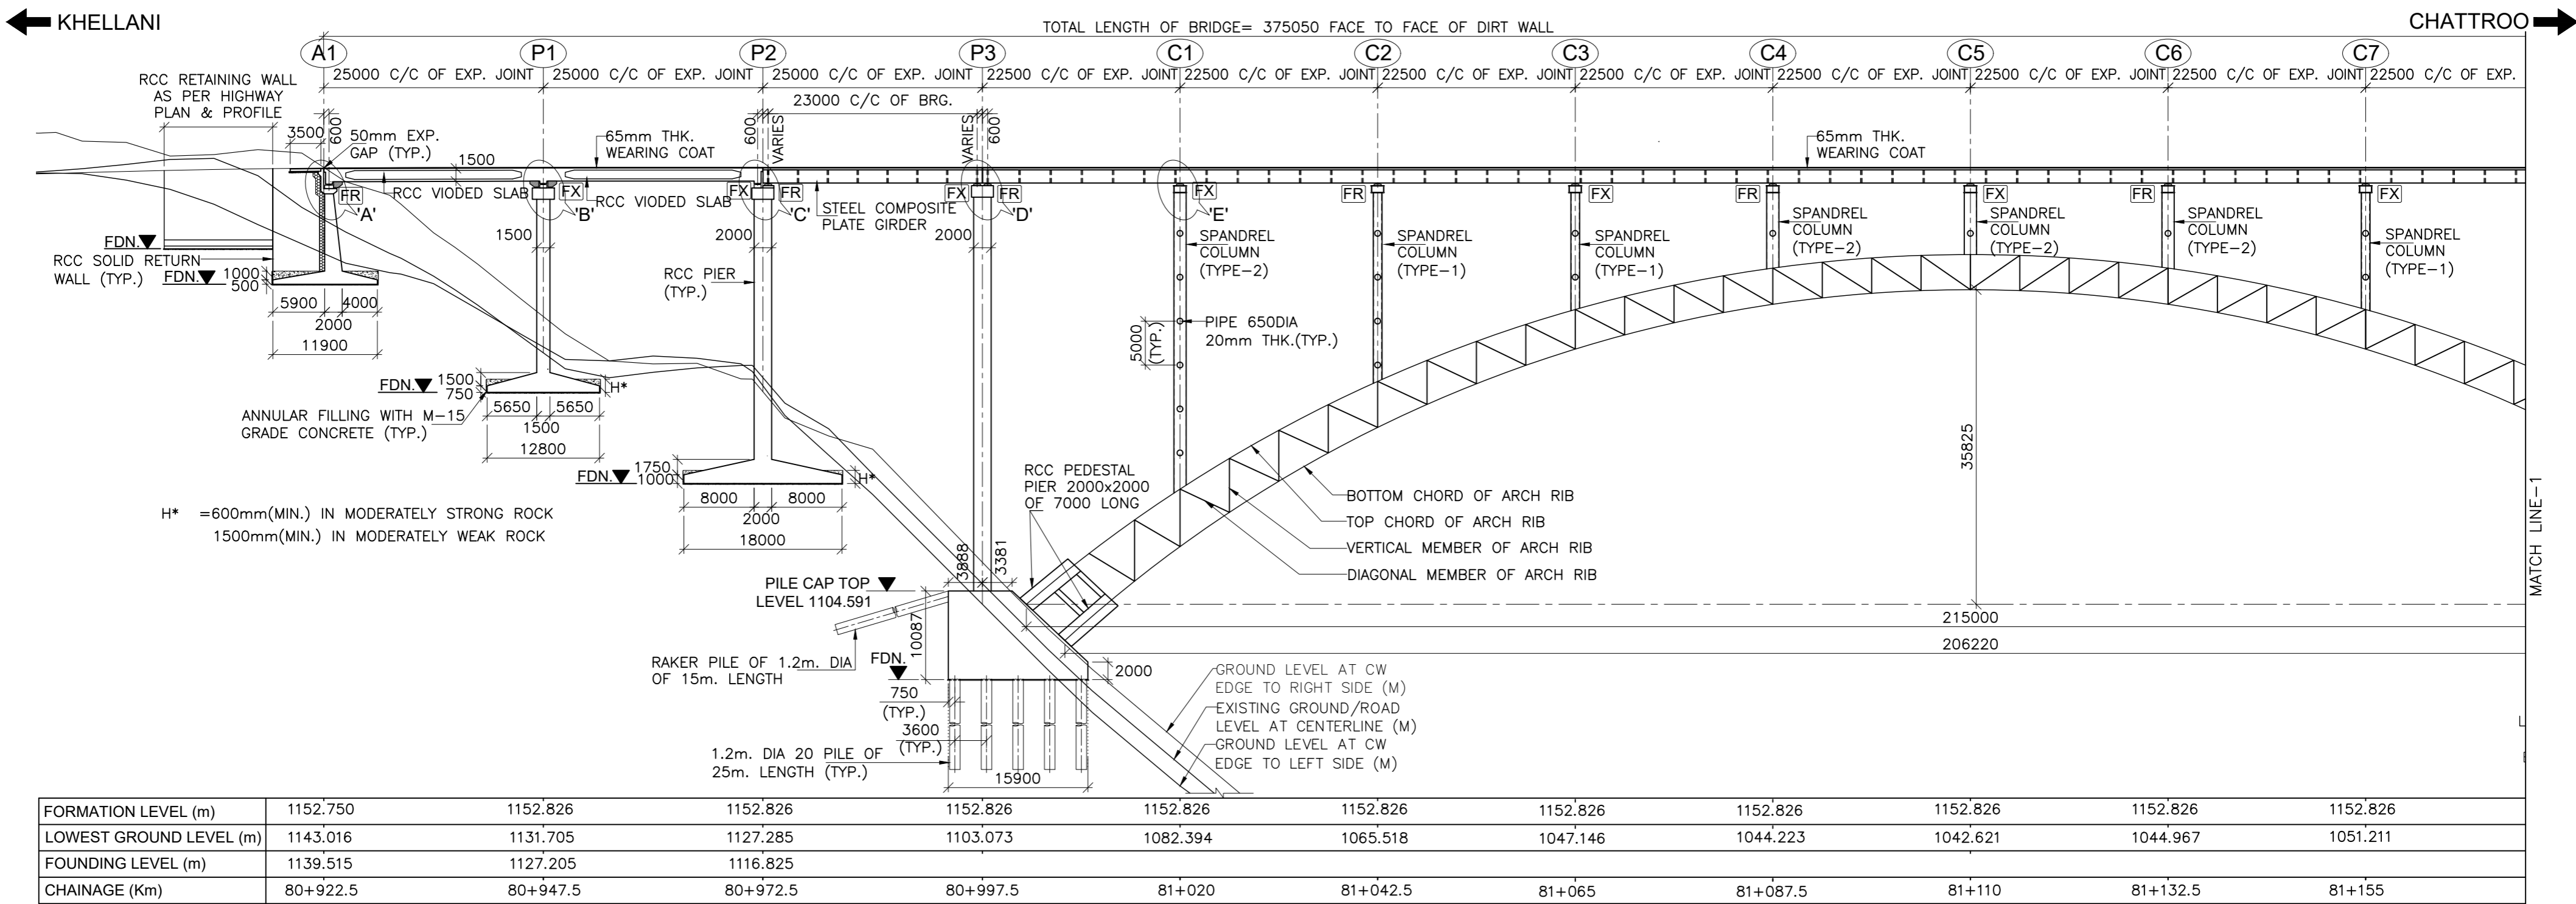 KHELLANI
CHATTROO
TOTAL LENGTH OF BRIDGE= 375050 FACE TO FACE OF DIRT WALL
A1 P1 P2 P3 C1 C2 C3 C4 C5 C6 C7
25000 C/C OF EXP. JOINT 25000 C/C OF EXP. JOINT 25000 C/C OF EXP. JOINT 22500 C/C OF EXP. JOINT 22500 C/C OF EXP. JOINT 22500 C/C OF EXP. JOINT 22500 C/C OF EXP. JOINT 22500 C/C OF EXP. JOINT 22500 C/C OF EXP. JOINT 22500 C/C OF EXP.
RCC RETAINING WALL
AS PER HIGHWAY
PLAN & PROFILE
3500
600
50mm EXP.
GAP (TYP.)
1500
65mm THK.
WEARING COAT
23000 C/C OF BRG.
600
VARIES
VARIES
600
65mm THK.
WEARING COAT
RCC VIODED SLAB
RCC VIODED SLAB
FR
'A'
FX
'B'
FX
FR
'C'
STEEL COMPOSITE
PLATE GIRDER
FX
FR
'D'
FX
'E'
FR
FX
FR
FX
FR
FX
FDN.
RCC SOLID RETURN
WALL (TYP.)
FDN.
1000
500
5900
4000
2000
11900
1500
2000
2000
RCC PIER
(TYP.)
SPANDREL
COLUMN
(TYPE-2)
SPANDREL
COLUMN
(TYPE-1)
SPANDREL
COLUMN
(TYPE-1)
SPANDREL
COLUMN
(TYPE-2)
SPANDREL
COLUMN
(TYPE-2)
SPANDREL
COLUMN
(TYPE-2)
SPANDREL
COLUMN
(TYPE-1)
5000
(TYP.)
PIPE 650DIA
20mm THK.(TYP.)
FDN.
1500
750
H*
ANNULAR FILLING WITH M-15
GRADE CONCRETE (TYP.)
5650
5650
1500
12800
FDN.
1750
1000
H*
8000
8000
2000
18000
H* =600mm(MIN.) IN MODERATELY STRONG ROCK
1500mm(MIN.) IN MODERATELY WEAK ROCK
RCC PEDESTAL
PIER 2000x2000
OF 7000 LONG
35825
BOTTOM CHORD OF ARCH RIB
TOP CHORD OF ARCH RIB
VERTICAL MEMBER OF ARCH RIB
DIAGONAL MEMBER OF ARCH RIB
MATCH LINE-1
3888
3381
PILE CAP TOP
LEVEL 1104.591
10087
215000
206220
RAKER PILE OF 1.2m. DIA
OF 15m. LENGTH
FDN.
2000
750
(TYP.)
3600
(TYP.)
1.2m. DIA 20 PILE OF
25m. LENGTH (TYP.)
15900
GROUND LEVEL AT CW
EDGE TO RIGHT SIDE (M)
EXISTING GROUND/ROAD
LEVEL AT CENTERLINE (M)
GROUND LEVEL AT CW
EDGE TO LEFT SIDE (M)
FORMATION LEVEL (m) 1152.750 1152.826 1152.826 1152.826 1152.826 1152.826 1152.826 1152.826 1152.826 1152.826 1152.826
LOWEST GROUND LEVEL (m) 1143.016 1131.705 1127.285 1103.073 1082.394 1065.518 1047.146 1044.223 1042.621 1044.967 1051.211
FOUNDING LEVEL (m) 1139.515 1127.205 1116.825
CHAINAGE (Km) 80+922.5 80+947.5 80+972.5 80+997.5 81+020 81+042.5 81+065 81+087.5 81+110 81+132.5 81+155